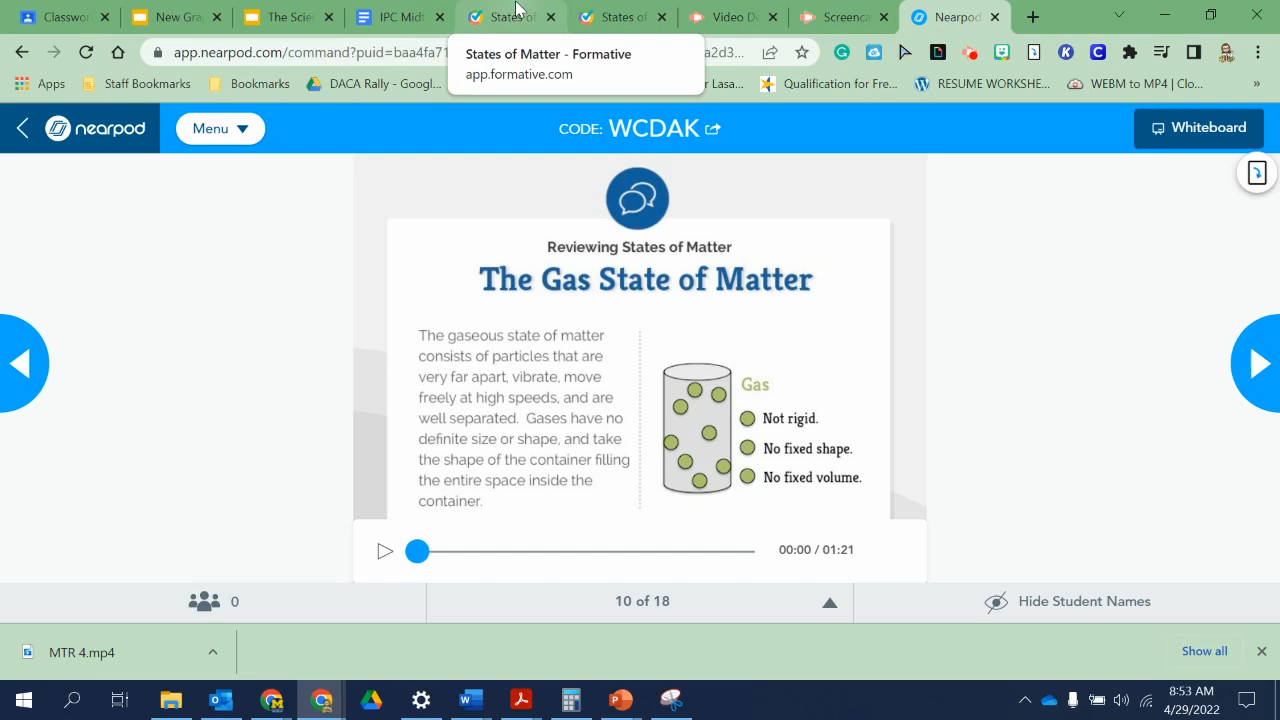 Classwo
New Gra
The Scie
IPC Midt
States of
States of
Video D
Screenca
Nearpod
app.nearpod.com/command?puid=baa4fa71
a2d3...
States of Matter - Formative
app.formative.com
Apps
Staff Bookmarks
Bookmarks
DACA Rally - Googl...
r Lasa...
Qualification for Fre...
RESUME WORKSHE...
WEBM to MP4 | Clo...
»
nearpod
Menu
CODE: WCDAK
Whiteboard
Reviewing States of Matter
The Gas State of Matter
The gaseous state of matter
consists of particles that are
very far apart, vibrate, move
freely at high speeds, and are
well separated. Gases have no
definite size or shape, and take
the shape of the container filling
the entire space inside the
container.
Gas
Not rigid.
No fixed shape.
No fixed volume.
00:00 / 01:21
0
10 of 18
Hide Student Names
MTR 4.mp4
Show all
8:53 AM
4/29/2022